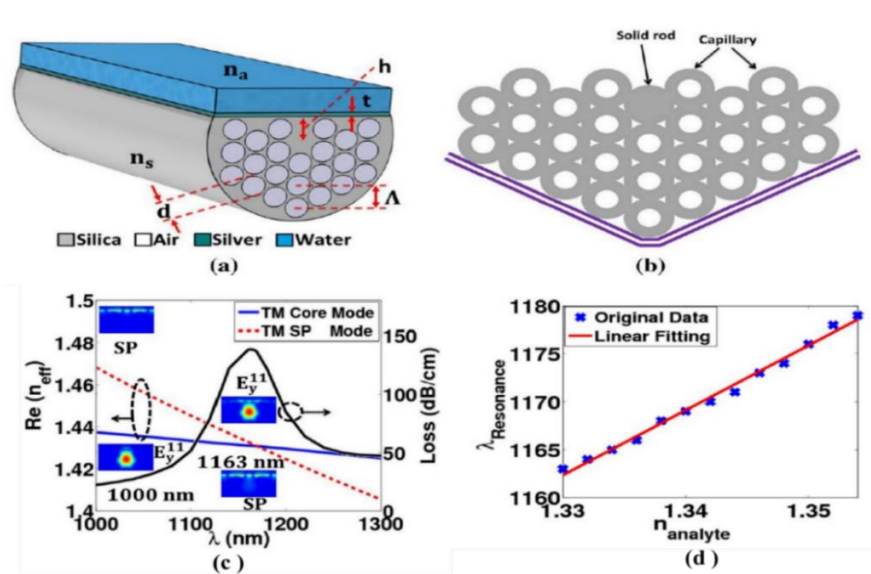 nₐ
h
t
nₛ
d
Λ
Silica Air Silver Water
(a)
Solid rod
Capillary
(b)
1.5
1.48
1.46
1.44
1.42
1.4
Re (n_eff)
SP
TM Core Mode
TM SP Mode
150
100
50
0
Loss (dB/cm)
E_y^11
E_y^11
1163 nm
1000 nm
SP
1000 1100 1200 1300
λ (nm)
(c)
1180
1175
1170
1165
1160
λ_Resonance
Original Data
Linear Fitting
1.33 1.34 1.35
n_analyte
(d)